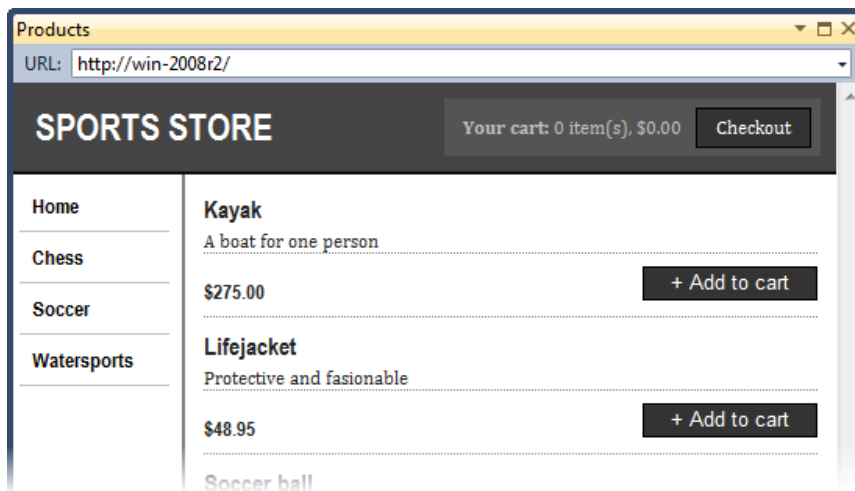 Products
URL: http://win-2008r2/
SPORTS STORE
Your cart: 0 item(s), $0.00 Checkout
Home
Chess
Soccer
Watersports
Kayak
A boat for one person
$275.00 + Add to cart
Lifejacket
Protective and fasionable
$48.95 + Add to cart
Soccer ball